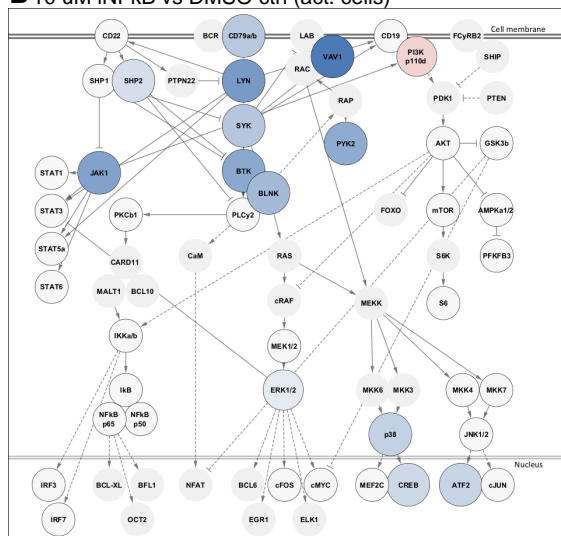 B 10 uM iNFkB vs DMSO ctrl (act. cells)
Cell membrane
CD22
BCR
CD79a/b
LAB
VAV1
CD19
PI3K
p110d
FCyRB2
SHIP
SHP1
SHP2
PTPN22
LYN
RAC
PDK1
PTEN
RAP
SYK
PYK2
AKT
GSK3b
STAT1
JAK1
BTK
BLNK
STAT3
PKCb1
PLCy2
FOXO
mTOR
AMPKa1/2
STAT5a
CARD11
CaM
RAS
S6K
PFKFB3
STAT6
MALT1
BCL10
cRAF
MEKK
S6
IKKa/b
MEK1/2
IkB
ERK1/2
MKK6
MKK3
MKK4
MKK7
NFkB
p65
NFkB
p50
p38
JNK1/2
Nucleus
IRF3
BCL-XL
BFL1
NFAT
BCL6
cFOS
cMYC
MEF2C
CREB
ATF2
cJUN
IRF7
OCT2
EGR1
ELK1